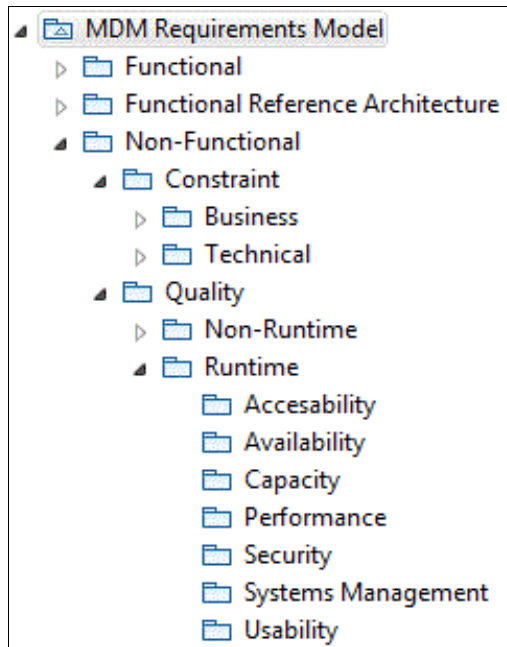 MDM Requirements Model
Functional
Functional Reference Architecture
Non-Functional
Constraint
Business
Technical
Quality
Non-Runtime
Runtime
Accesability
Availability
Capacity
Performance
Security
Systems Management
Usability